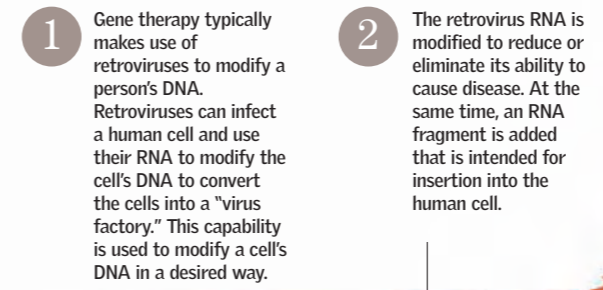 1
Gene therapy typically
makes use of
retroviruses to modify a
person's DNA.
Retroviruses can infect
a human cell and use
their RNA to modify the
cell's DNA to convert
the cells into a “virus
factory.” This capability
is used to modify a cell's
DNA in a desired way.
2
The retrovirus RNA is
modified to reduce or
eliminate its ability to
cause disease. At the
same time, an RNA
fragment is added
that is intended for
insertion into the
human cell.